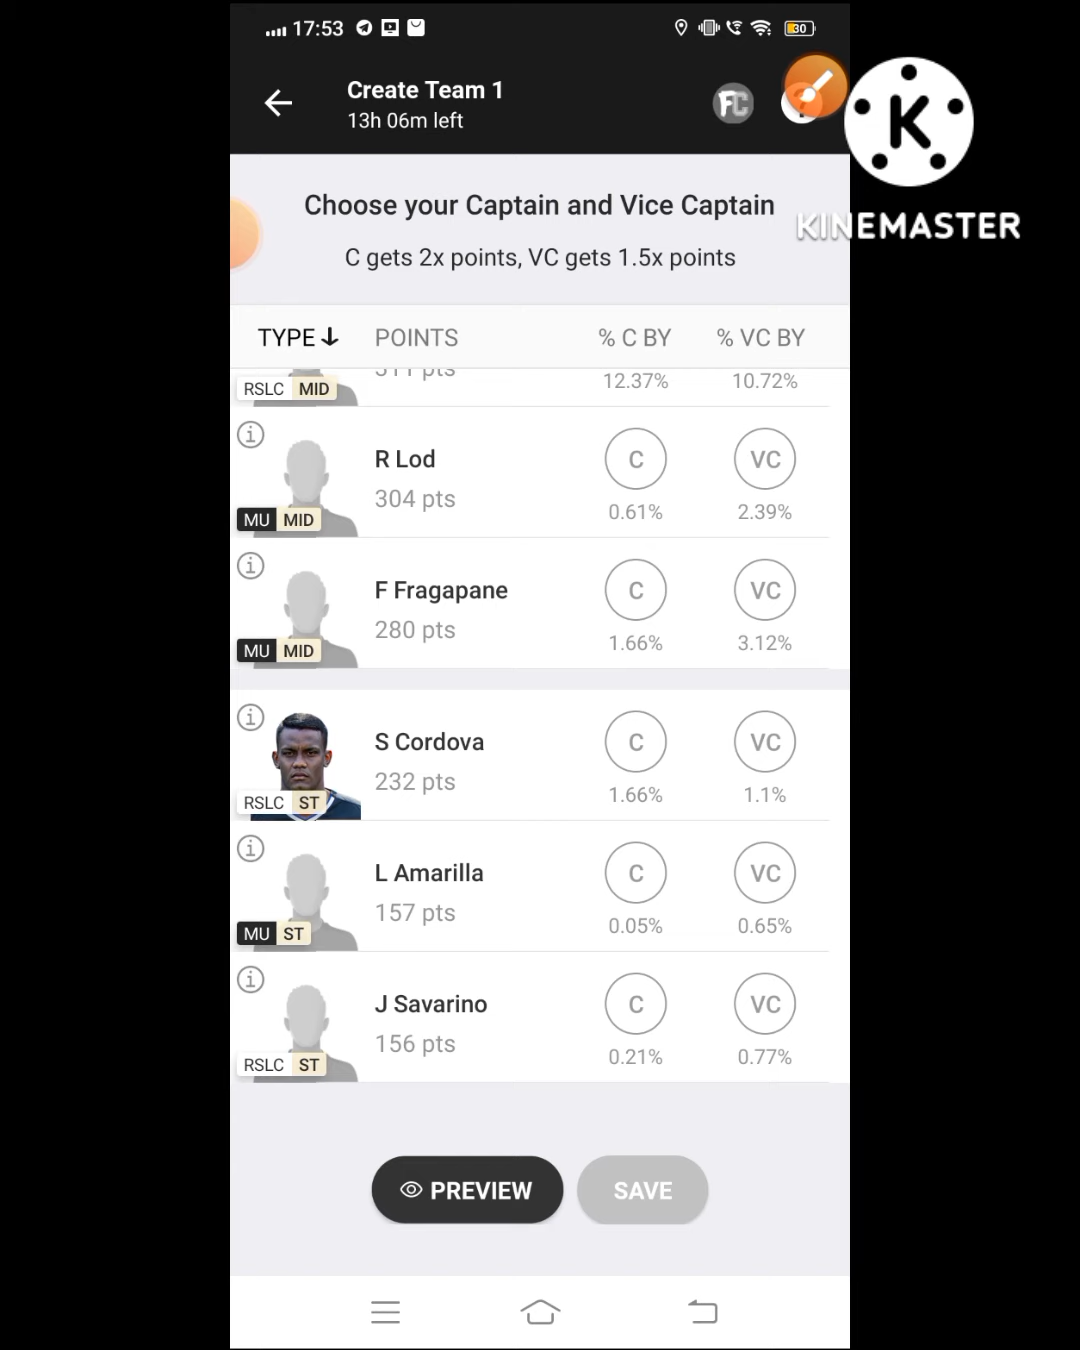 17:53
30
Create Team 1
13h 06m left
FC
K
KINEMASTER
Choose your Captain and Vice Captain
C gets 2x points, VC gets 1.5x points
TYPE POINTS % C BY % VC BY
311 pts 12.37% 10.72%
RSLC MID
R Lod
304 pts
MU MID
C
0.61%
VC
2.39%
F Fragapane
280 pts
MU MID
C
1.66%
VC
3.12%
S Cordova
232 pts
RSLC ST
C
1.66%
VC
1.1%
L Amarilla
157 pts
MU ST
C
0.05%
VC
0.65%
J Savarino
156 pts
RSLC ST
C
0.21%
VC
0.77%
PREVIEW
SAVE